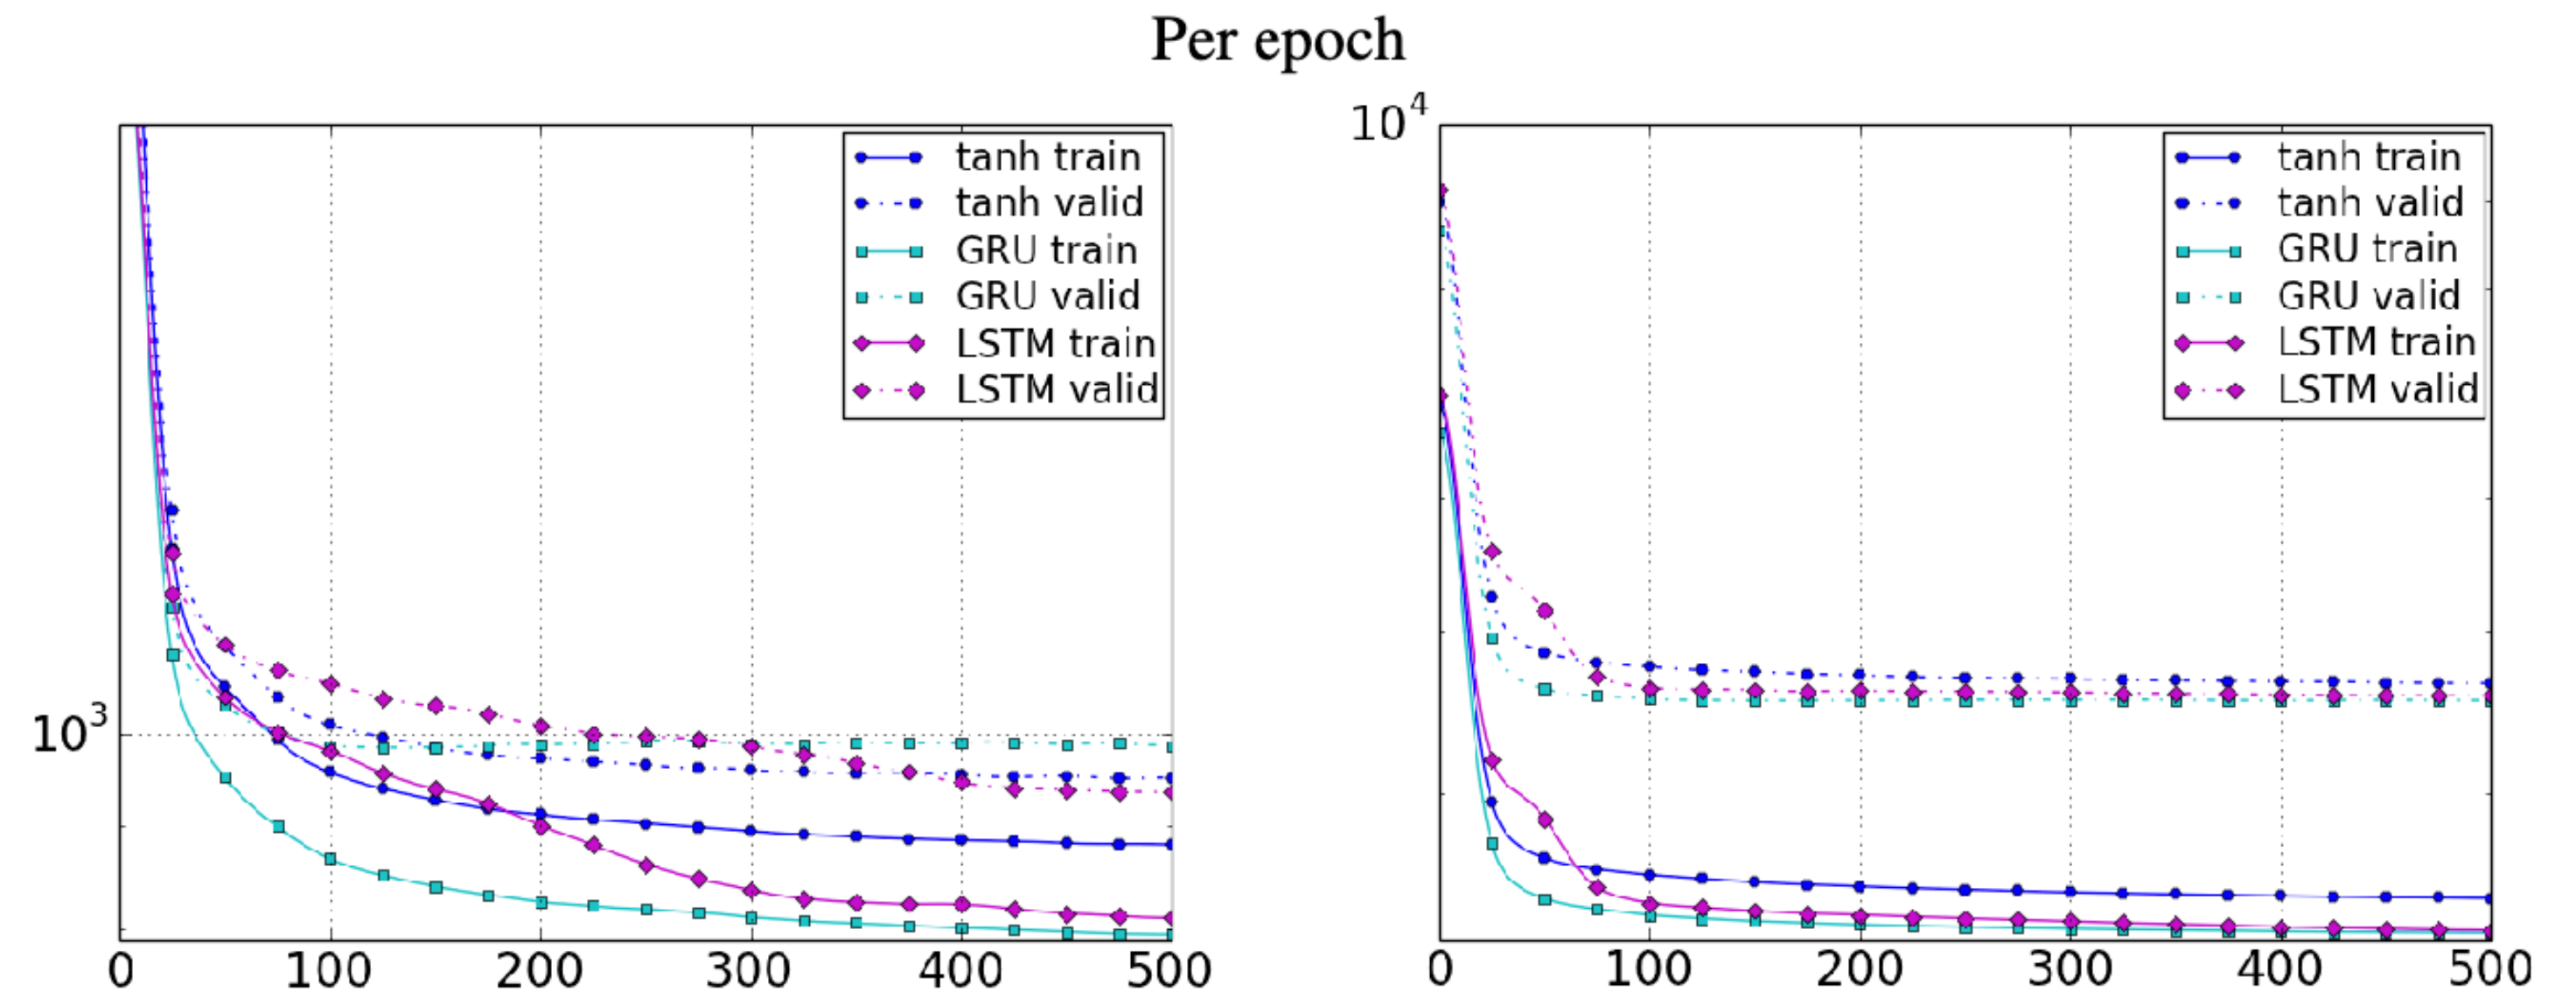 Per epoch
10^3
tanh train
tanh valid
GRU train
GRU valid
LSTM train
LSTM valid
0 100 200 300 400 500
10^4
tanh train
tanh valid
GRU train
GRU valid
LSTM train
LSTM valid
0 100 200 300 400 500